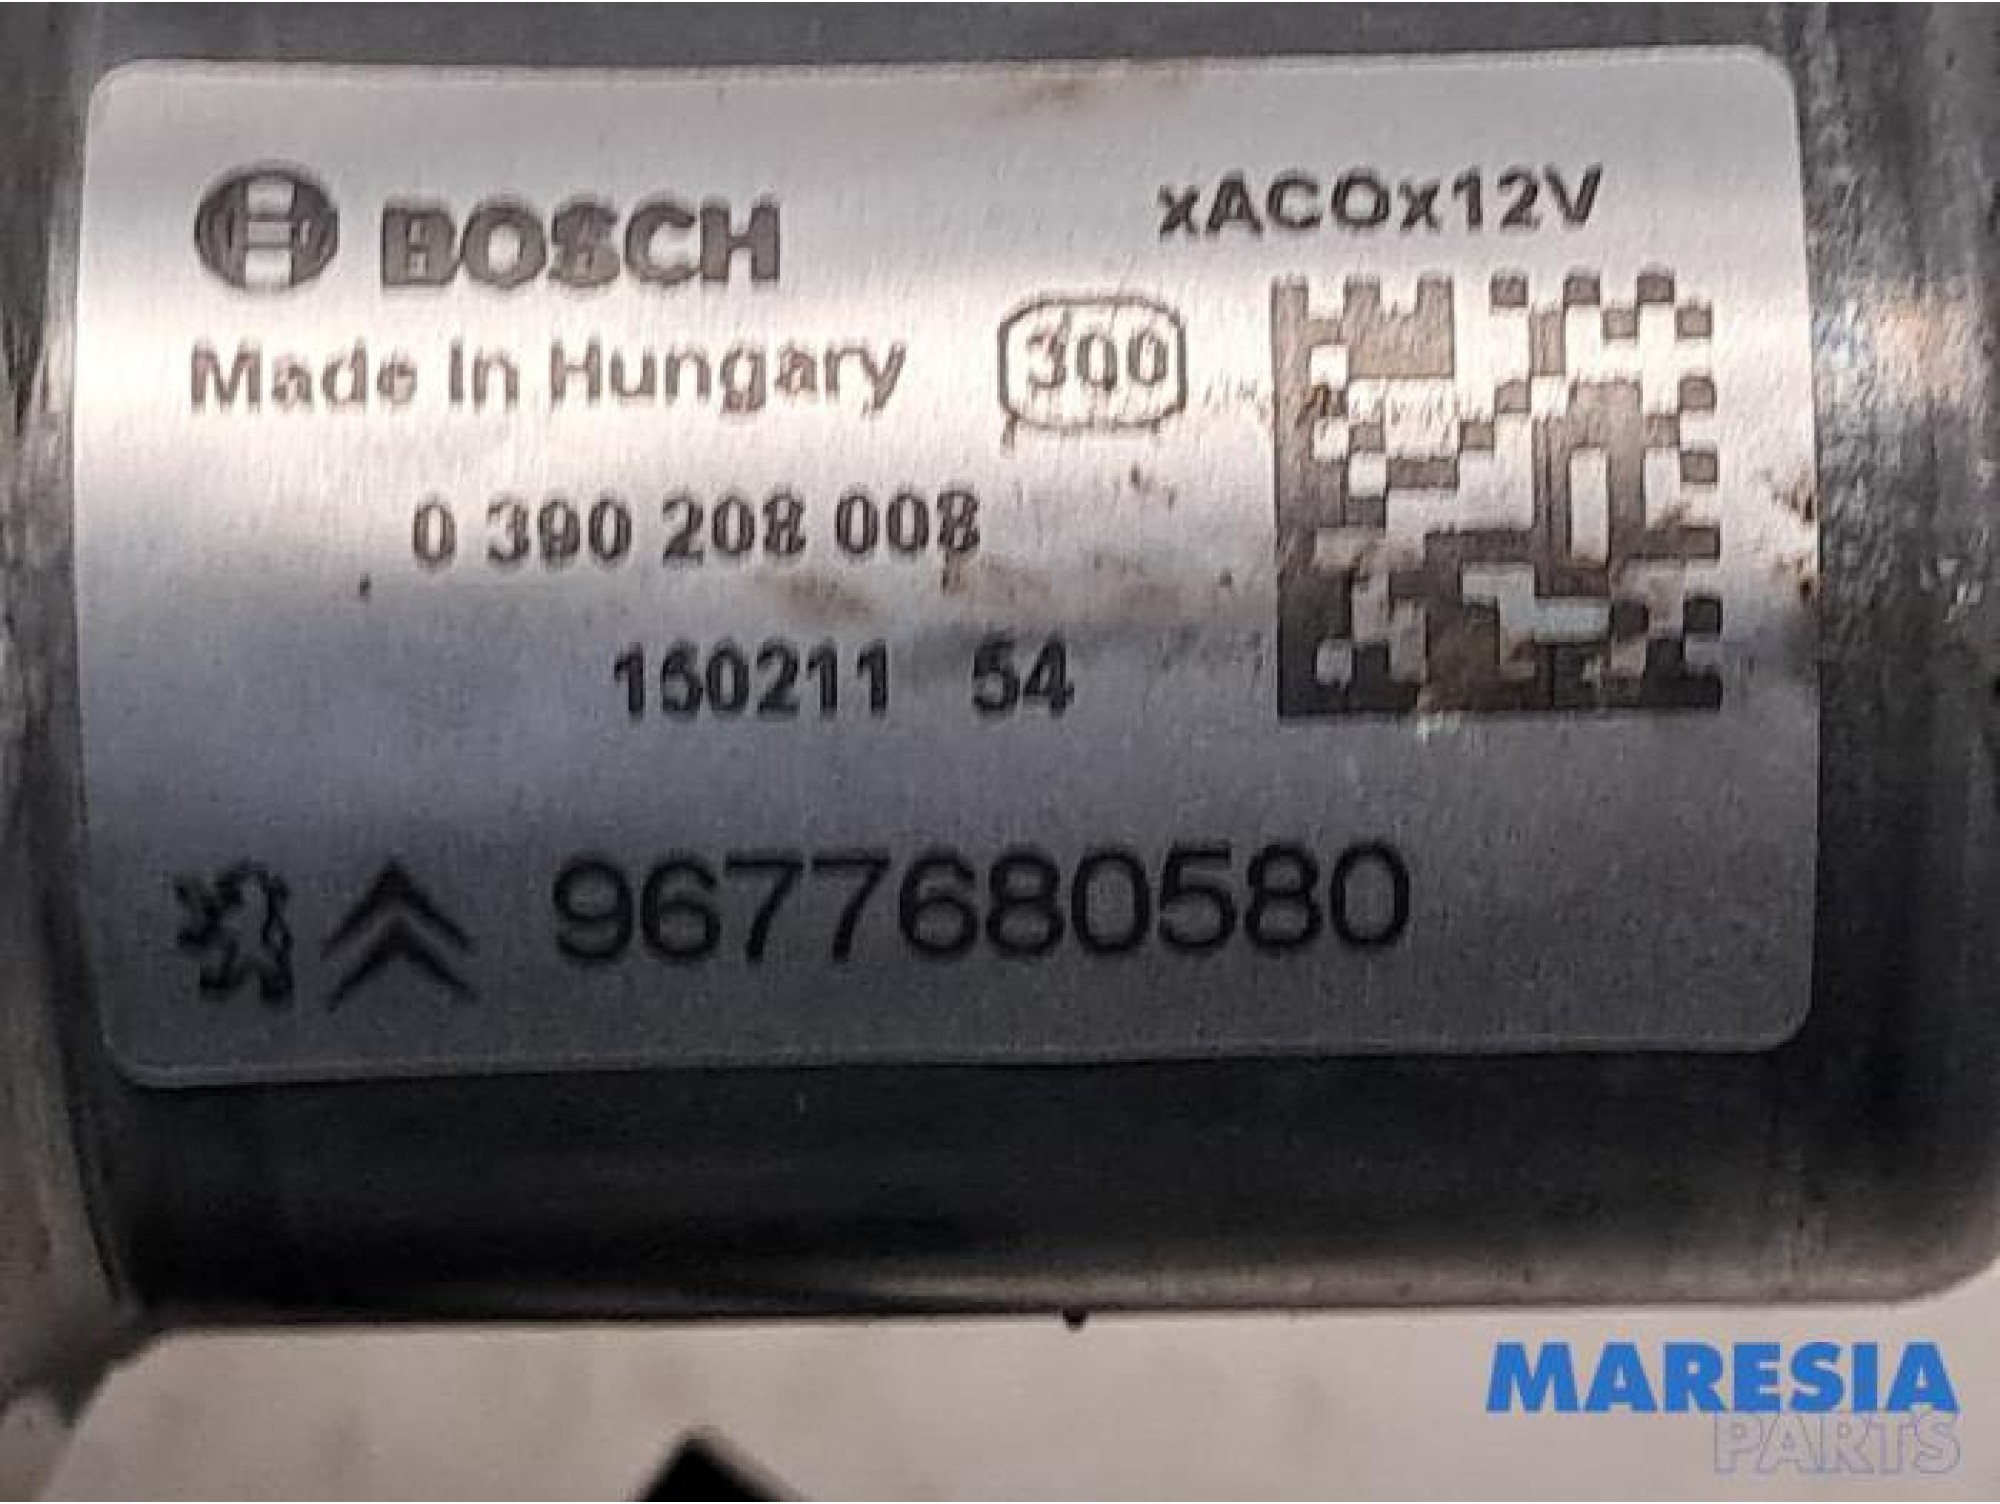 BOSCH
xACOx12V
Made In Hungary
300
0 390 208 008
150211 54
9677680580
MARESIA
PARTS